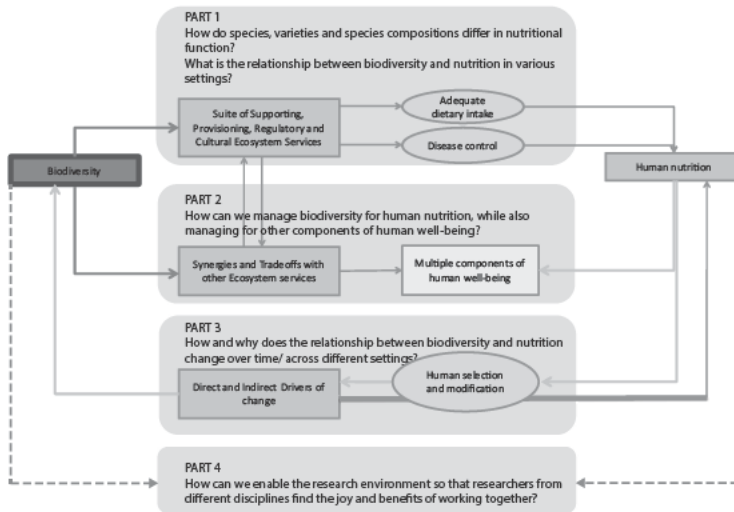 PART 1
How do species, varieties and species compositions differ in nutritional
function?
What is the relationship between biodiversity and nutrition in various
settings?
Suite of Supporting,
Provisioning, Regulatory and
Cultural Ecosystem Services
Adequate
dietary intake
Disease control
Biodiversity
Human nutrition
PART 2
How can we manage biodiversity for human nutrition, while also
managing for other components of human well-being?
Synergies and Tradeoffs with
other Ecosystem services
Multiple components of
human well-being
PART 3
How and why does the relationship between biodiversity and nutrition
change over time/ across different settings?
Direct and Indirect Drivers of
change
Human selection
and modification
PART 4
How can we enable the research environment so that researchers from
different disciplines find the joy and benefits of working together?